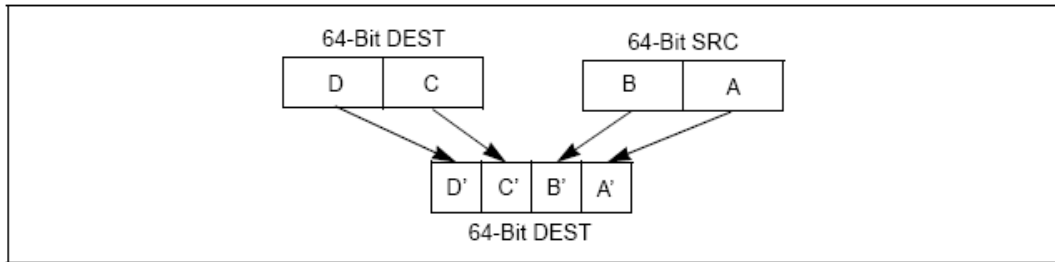 64-Bit DEST 64-Bit SRC
D C B A
D' C' B' A'
64-Bit DEST